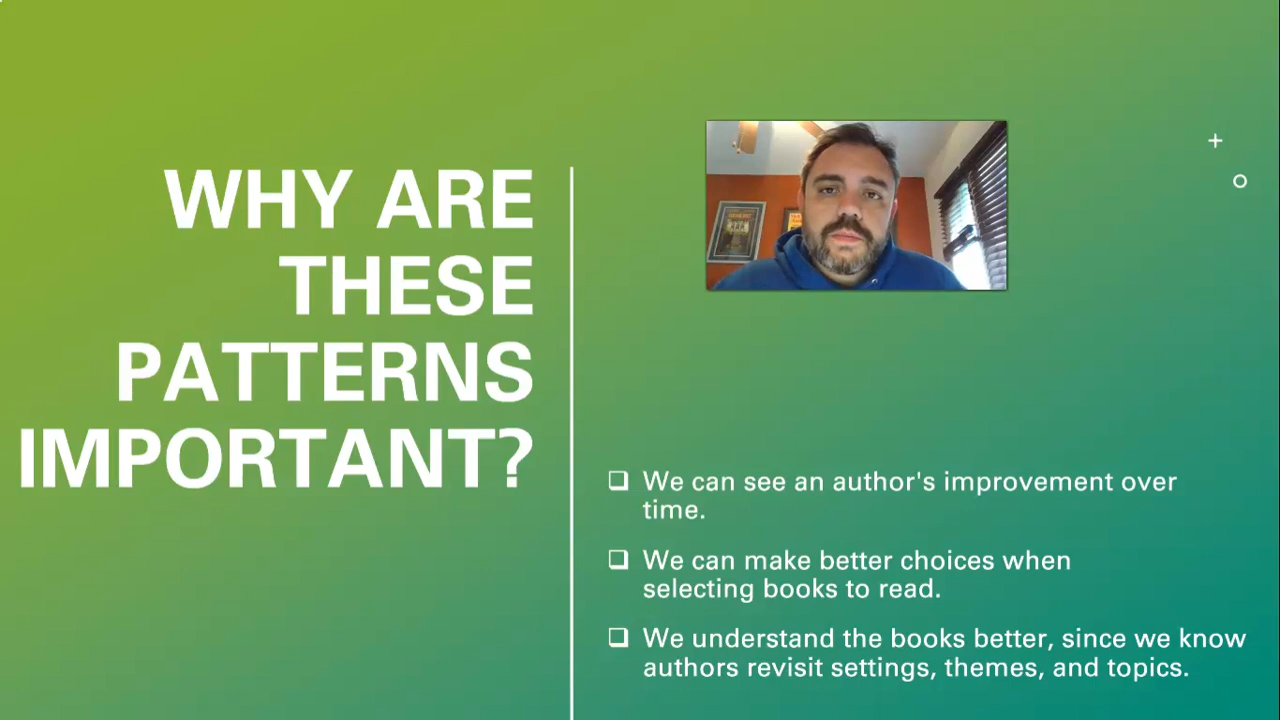 WHY ARE
THESE
PATTERNS
IMPORTANT?
We can see an author's improvement over
time.
We can make better choices when
selecting books to read.
We understand the books better, since we know
authors revisit settings, themes, and topics.